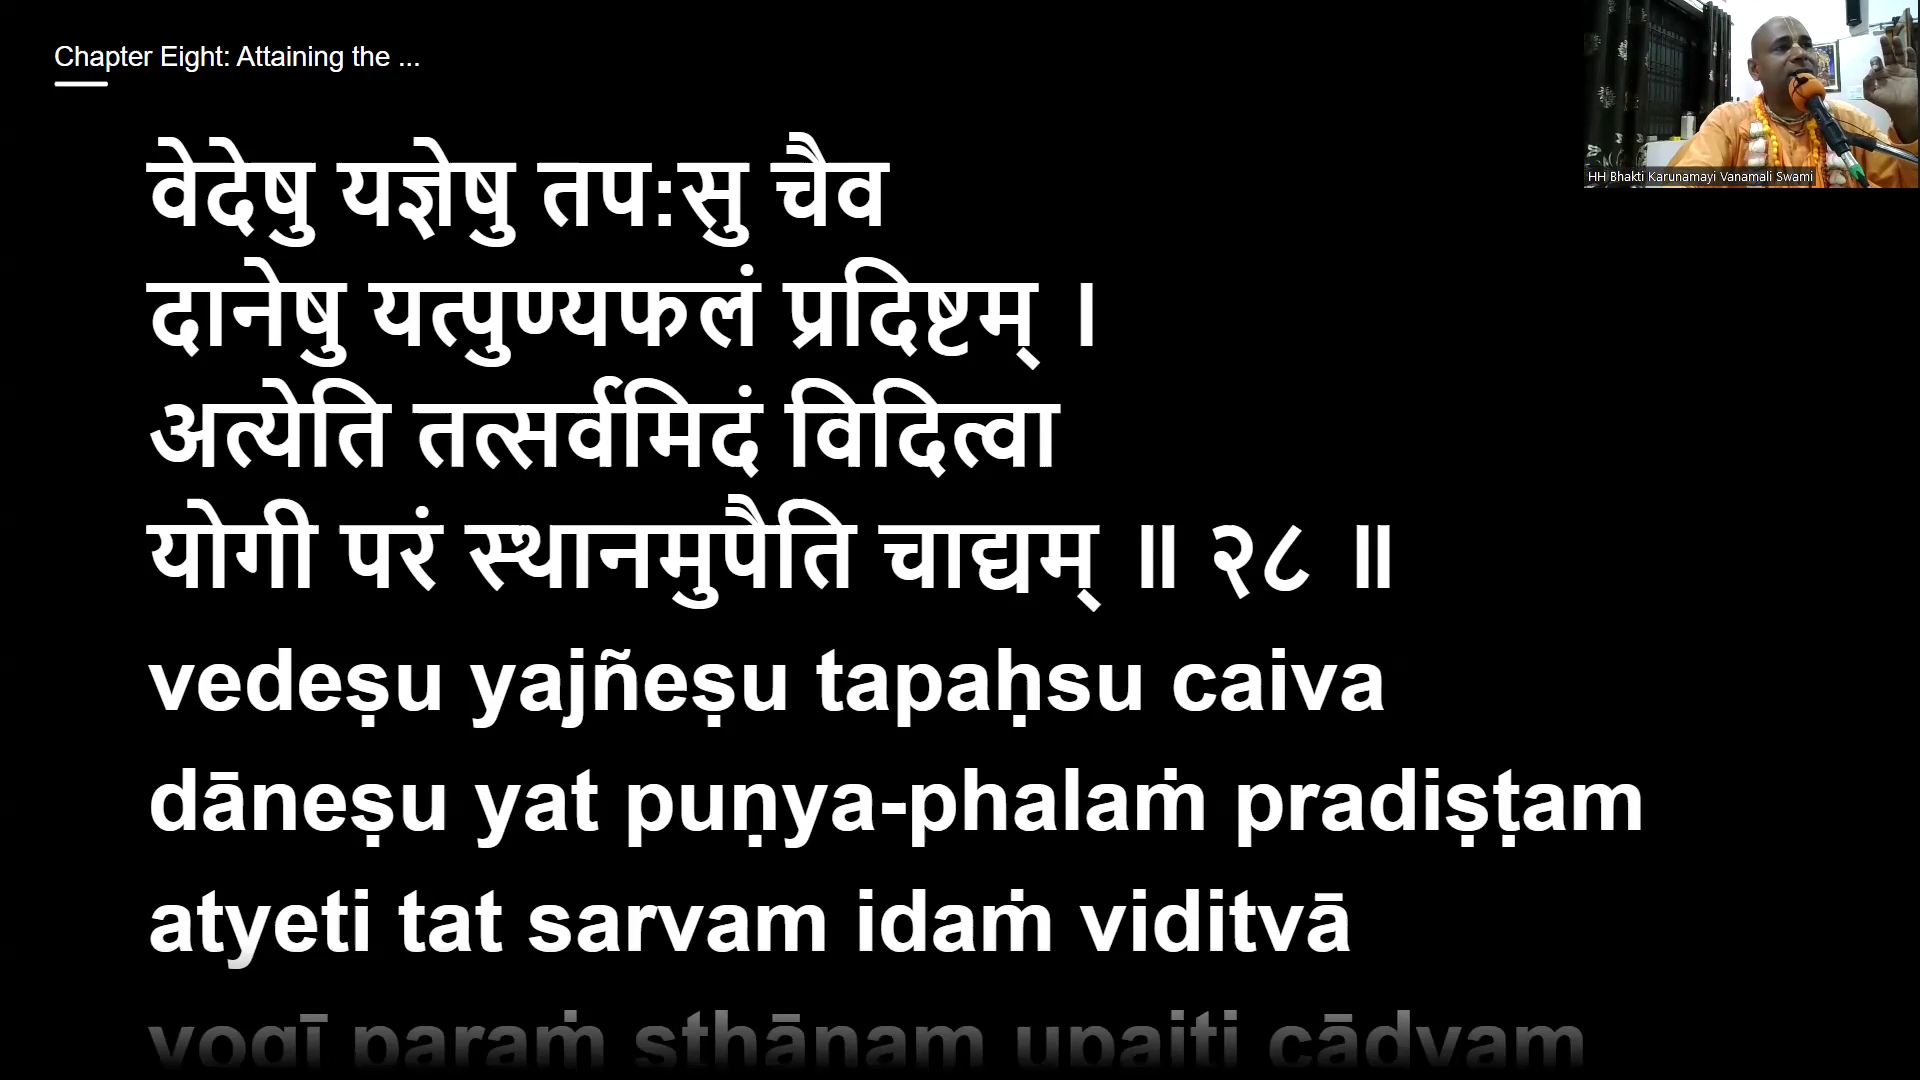 Chapter Eight: Attaining the ...
HH Bhakti Karunamayi Vanamali Swami
वेदेषु यज्ञेषु तप:सु चैव
दानेषु यत्पुण्यफलं प्रदिष्टम् ।
अत्येति तत्सर्वमिदं विदित्वा
योगी परं स्थानमुपैति चाद्यम् ॥ २८ ॥
vedeṣu yajñeṣu tapaḥsu caiva
dāneṣu yat puṇya-phalaṁ pradiṣṭam
atyeti tat sarvam idaṁ viditvā
yogī paraṁ sthānam upaiti cādyam